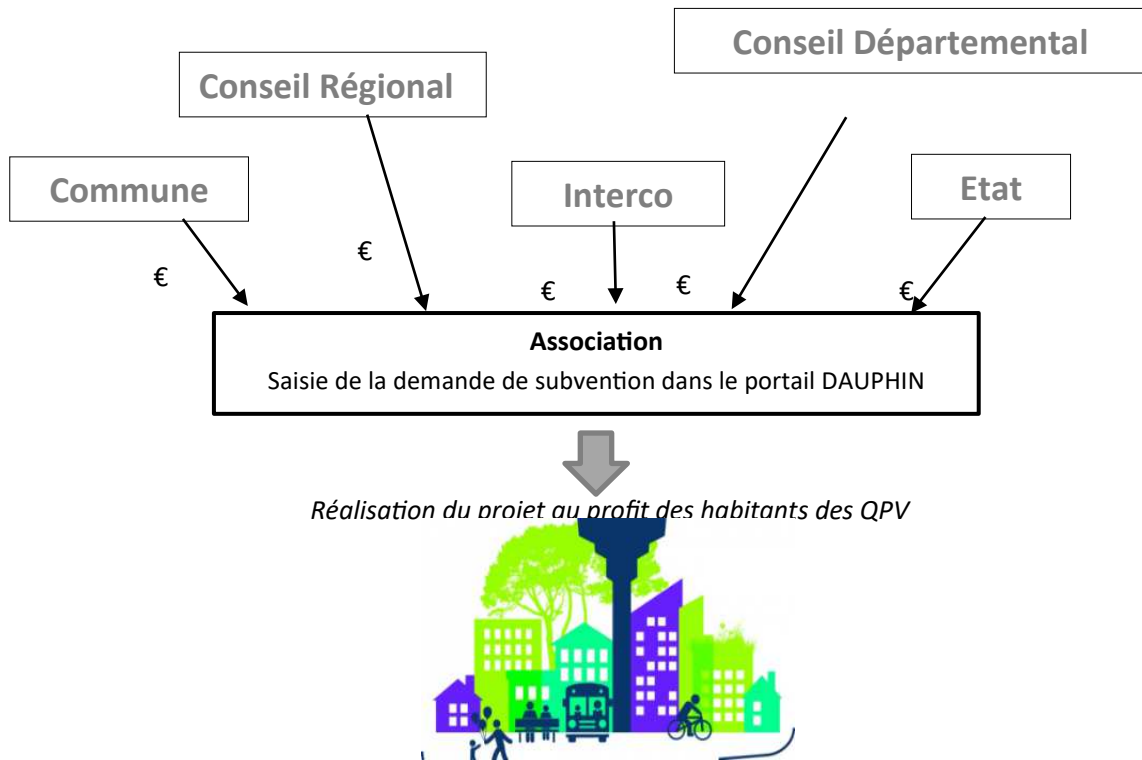 Conseil Départemental
Conseil Régional
Commune
Interco
Etat
€
€
€
€
€
Association
Saisie de la demande de subvention dans le portail DAUPHIN
Réalisation du projet au profit des habitants des QPV